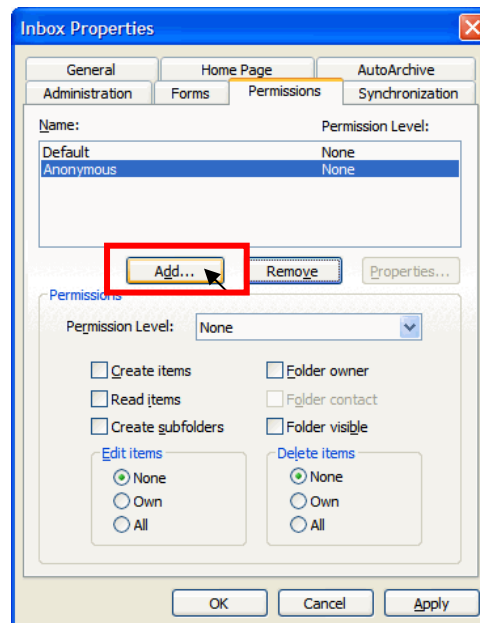 Inbox Properties
General Home Page AutoArchive
Administration Forms Permissions Synchronization
Name: Permission Level:
Default None
Anonymous None
Add... Remove Properties...
Permissions
Permission Level: None
Create items Folder owner
Read items Folder contact
Create subfolders Folder visible
Edit items Delete items
None None
Own Own
All All
OK Cancel Apply